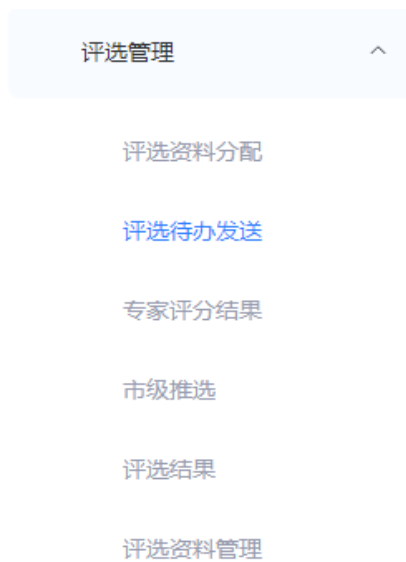 评选管理
评选资料分配
评选待办发送
专家评分结果
市级推选
评选结果
评选资料管理